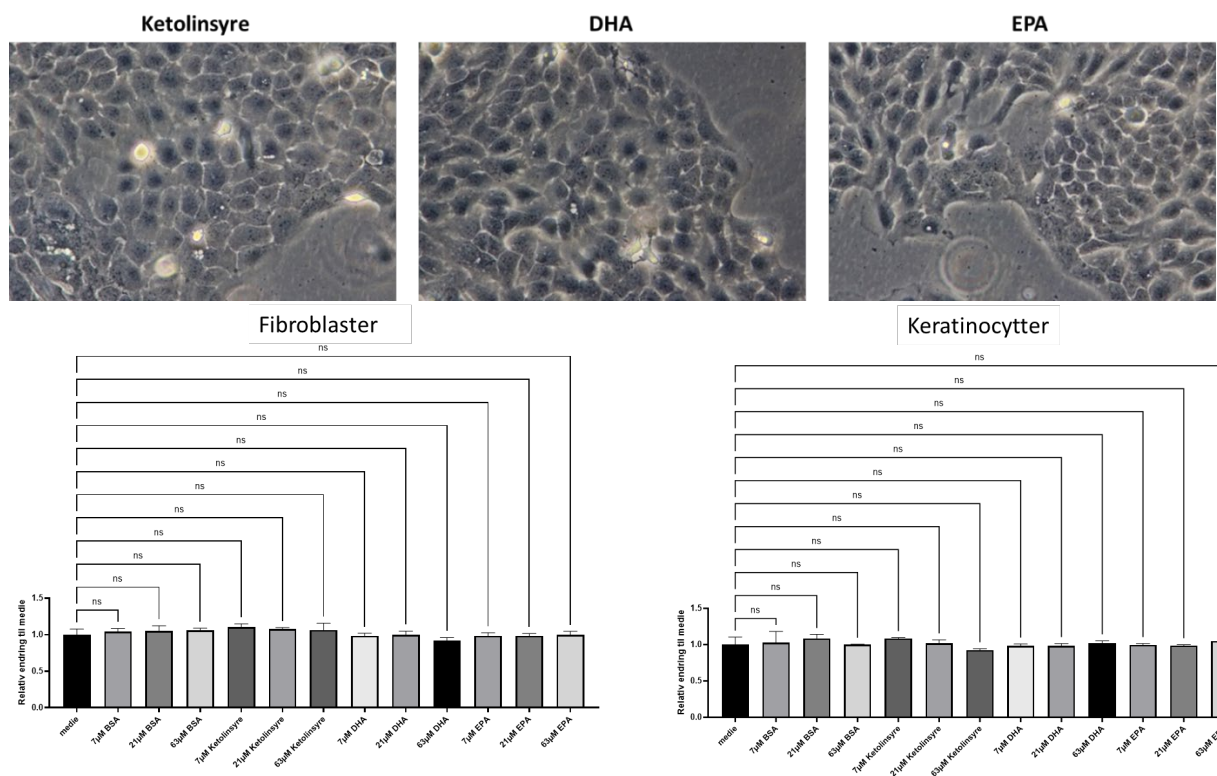 Ketolinsyre
DHA
EPA
Fibroblaster
ns
ns
ns
ns
ns
ns
ns
ns
ns
ns
ns
ns
Relativ endring til medie
1.5
1.0
0.5
0.0
medie
7µM BSA
21µM BSA
63µM BSA
7µM Ketolinsyre
21µM Ketolinsyre
63µM Ketolinsyre
7µM DHA
21µM DHA
63µM DHA
7µM EPA
21µM EPA
63µM EPA
Keratinocytter
ns
ns
ns
ns
ns
ns
ns
ns
ns
ns
ns
ns
Relativ endring til medie
1.5
1.0
0.5
0.0
medie
7µM BSA
21µM BSA
63µM BSA
7µM Ketolinsyre
21µM Ketolinsyre
63µM Ketolinsyre
7µM DHA
21µM DHA
63µM DHA
7µM EPA
21µM EPA
63µM EP